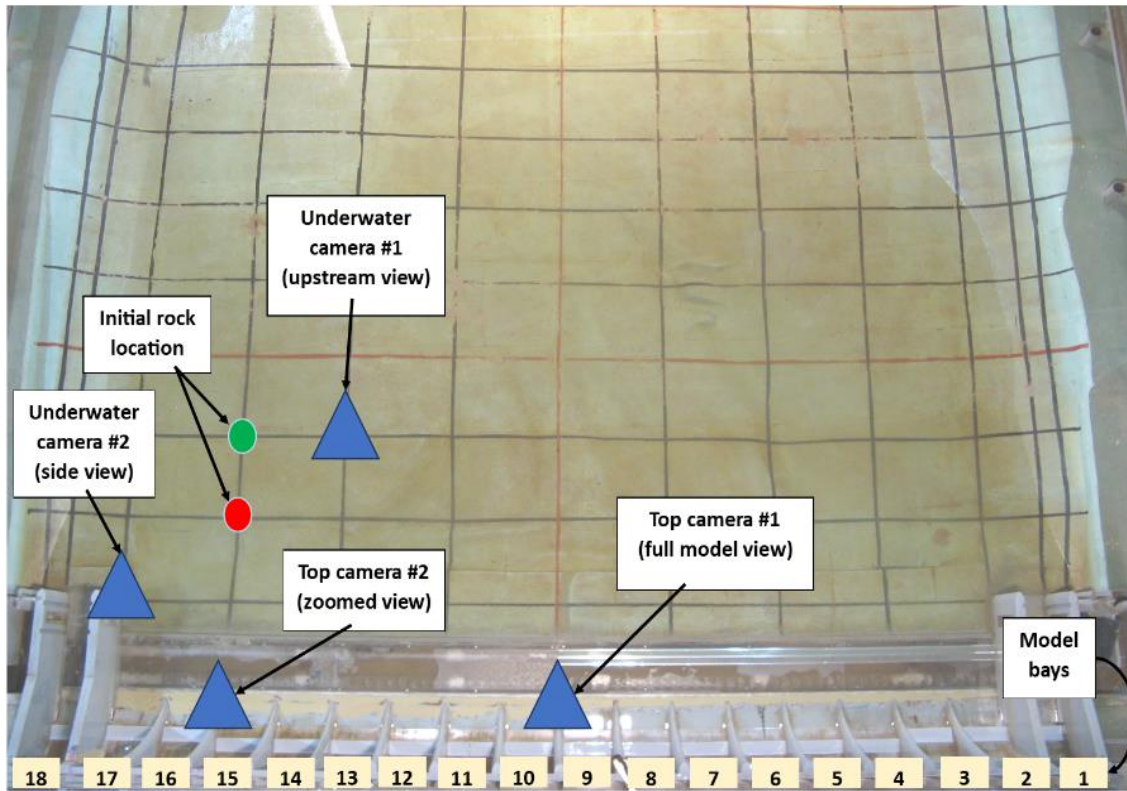 Underwater
camera #1
(upstream view)
Initial rock
location
Underwater
camera #2
(side view)
Top camera #1
(full model view)
Top camera #2
(zoomed view)
Model
bays
18 17 16 15 14 13 12 11 10 9 8 7 6 5 4 3 2 1